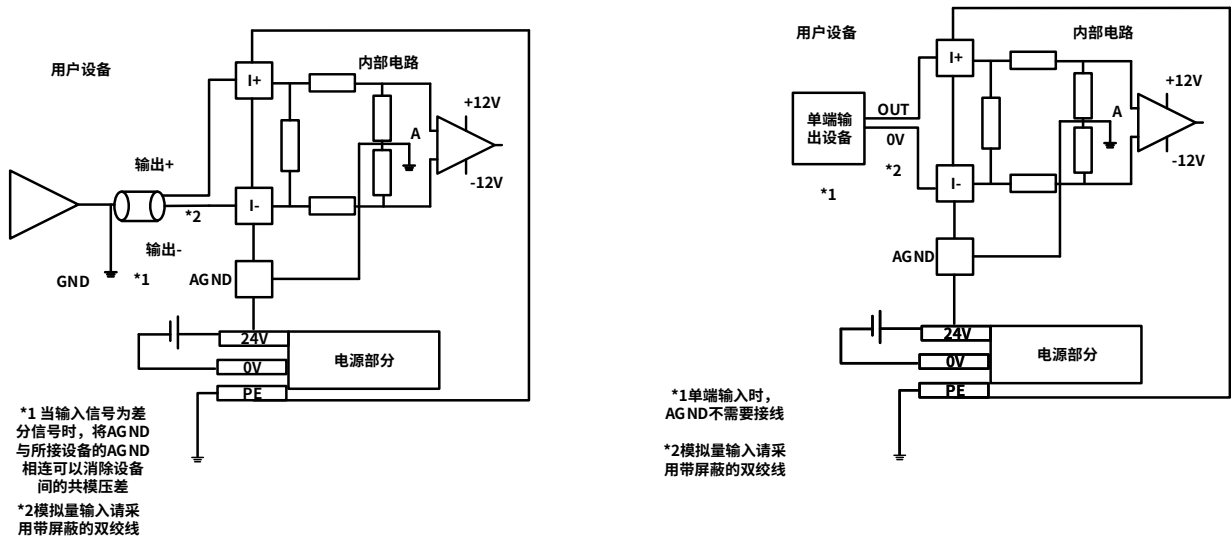 用户设备
内部电路
I+
+12V
A
-12V
输出+
I-
*2
输出-
GND
*1
AGND
24V
0V
电源部分
PE
*1 当输入信号为差
分信号时，将AGND
与所接设备的AGND
相连可以消除设备
间的共模压差
*2模拟量输入请采
用带屏蔽的双绞线
用户设备
内部电路
I+
+12V
单端输
出设备
OUT
0V
A
-12V
*2
*1
I-
AGND
24V
0V
电源部分
PE
*1单端输入时，
AGND不需要接线
*2模拟量输入请采
用带屏蔽的双绞线